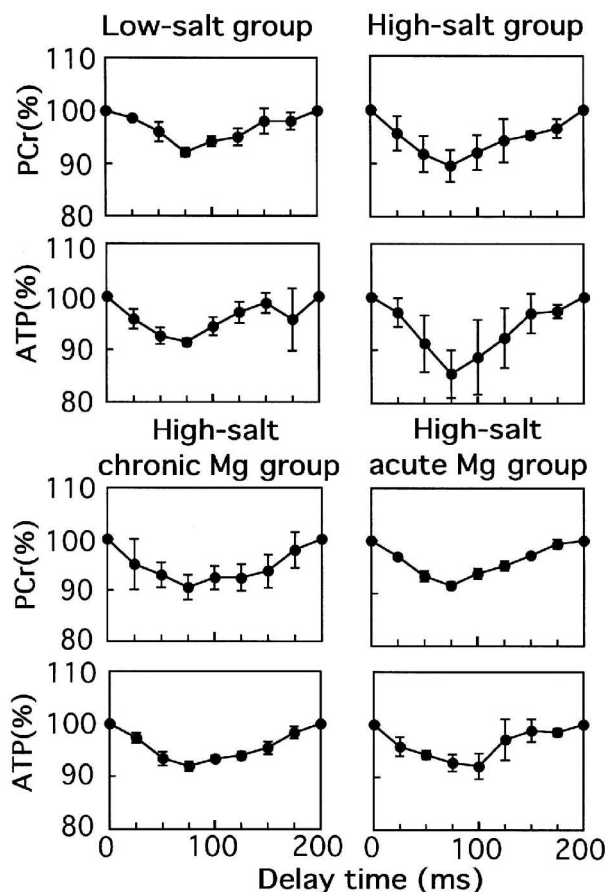 Low-salt group
High-salt group
PCr(%)
110
100
90
80
ATP(%)
110
100
90
80
High-salt
chronic Mg group
High-salt
acute Mg group
PCr(%)
110
100
90
80
ATP(%)
110
100
90
80
0 100 200
0 100 200
Delay time (ms)